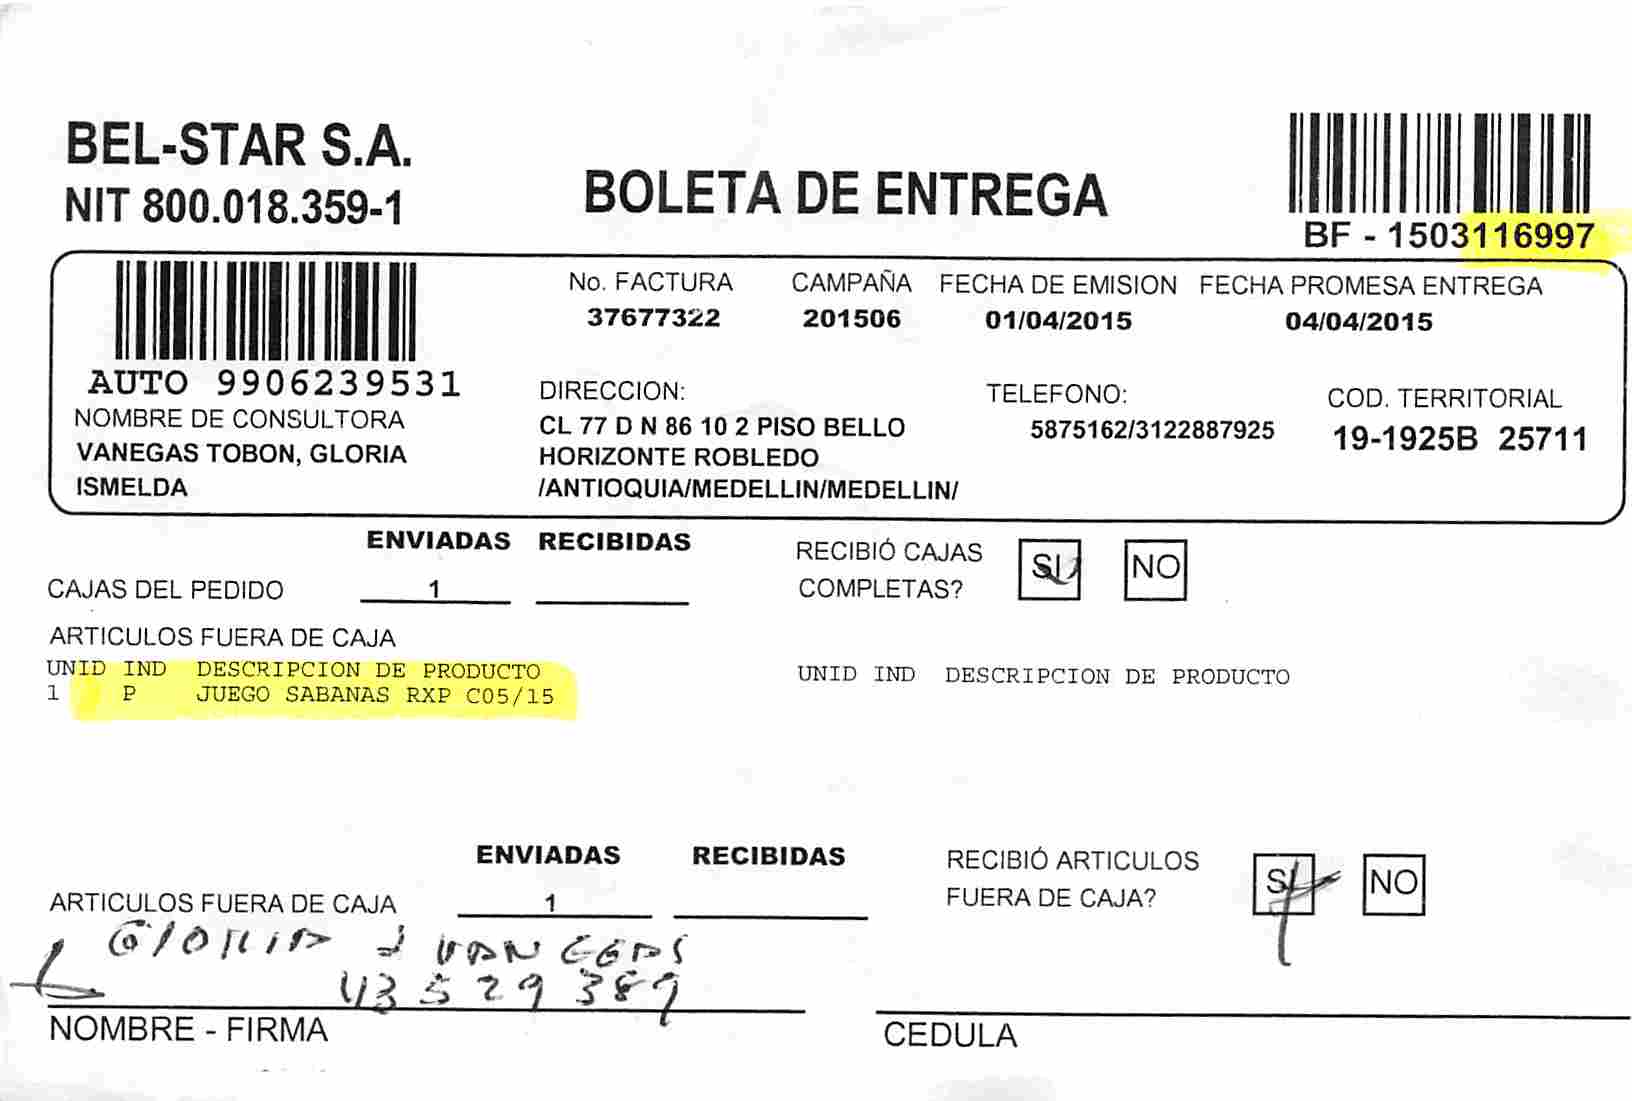 BEL-STAR S.A.
NIT 800.018.359-1
BOLETA DE ENTREGA
BF - 1503116997
No. FACTURA CAMPAÑA FECHA DE EMISION FECHA PROMESA ENTREGA
37677322 201506 01/04/2015 04/04/2015
AUTO 9906239531
NOMBRE DE CONSULTORA
VANEGAS TOBON, GLORIA
ISMELDA
DIRECCION:
CL 77 D N 86 10 2 PISO BELLO
HORIZONTE ROBLEDO
/ANTIOQUIA/MEDELLIN/MEDELLIN/
TELEFONO:
5875162/3122887925
COD. TERRITORIAL
19-1925B 25711
ENVIADAS RECIBIDAS
CAJAS DEL PEDIDO 1
RECIBIÓ CAJAS
COMPLETAS?
SI NO
ARTICULOS FUERA DE CAJA
UNID IND DESCRIPCION DE PRODUCTO
1 P JUEGO SABANAS RXP C05/15
UNID IND DESCRIPCION DE PRODUCTO
ENVIADAS RECIBIDAS
ARTICULOS FUERA DE CAJA 1
RECIBIÓ ARTICULOS
FUERA DE CAJA?
SI NO
GloRiA I VANEGAS
43529389
NOMBRE - FIRMA
CEDULA